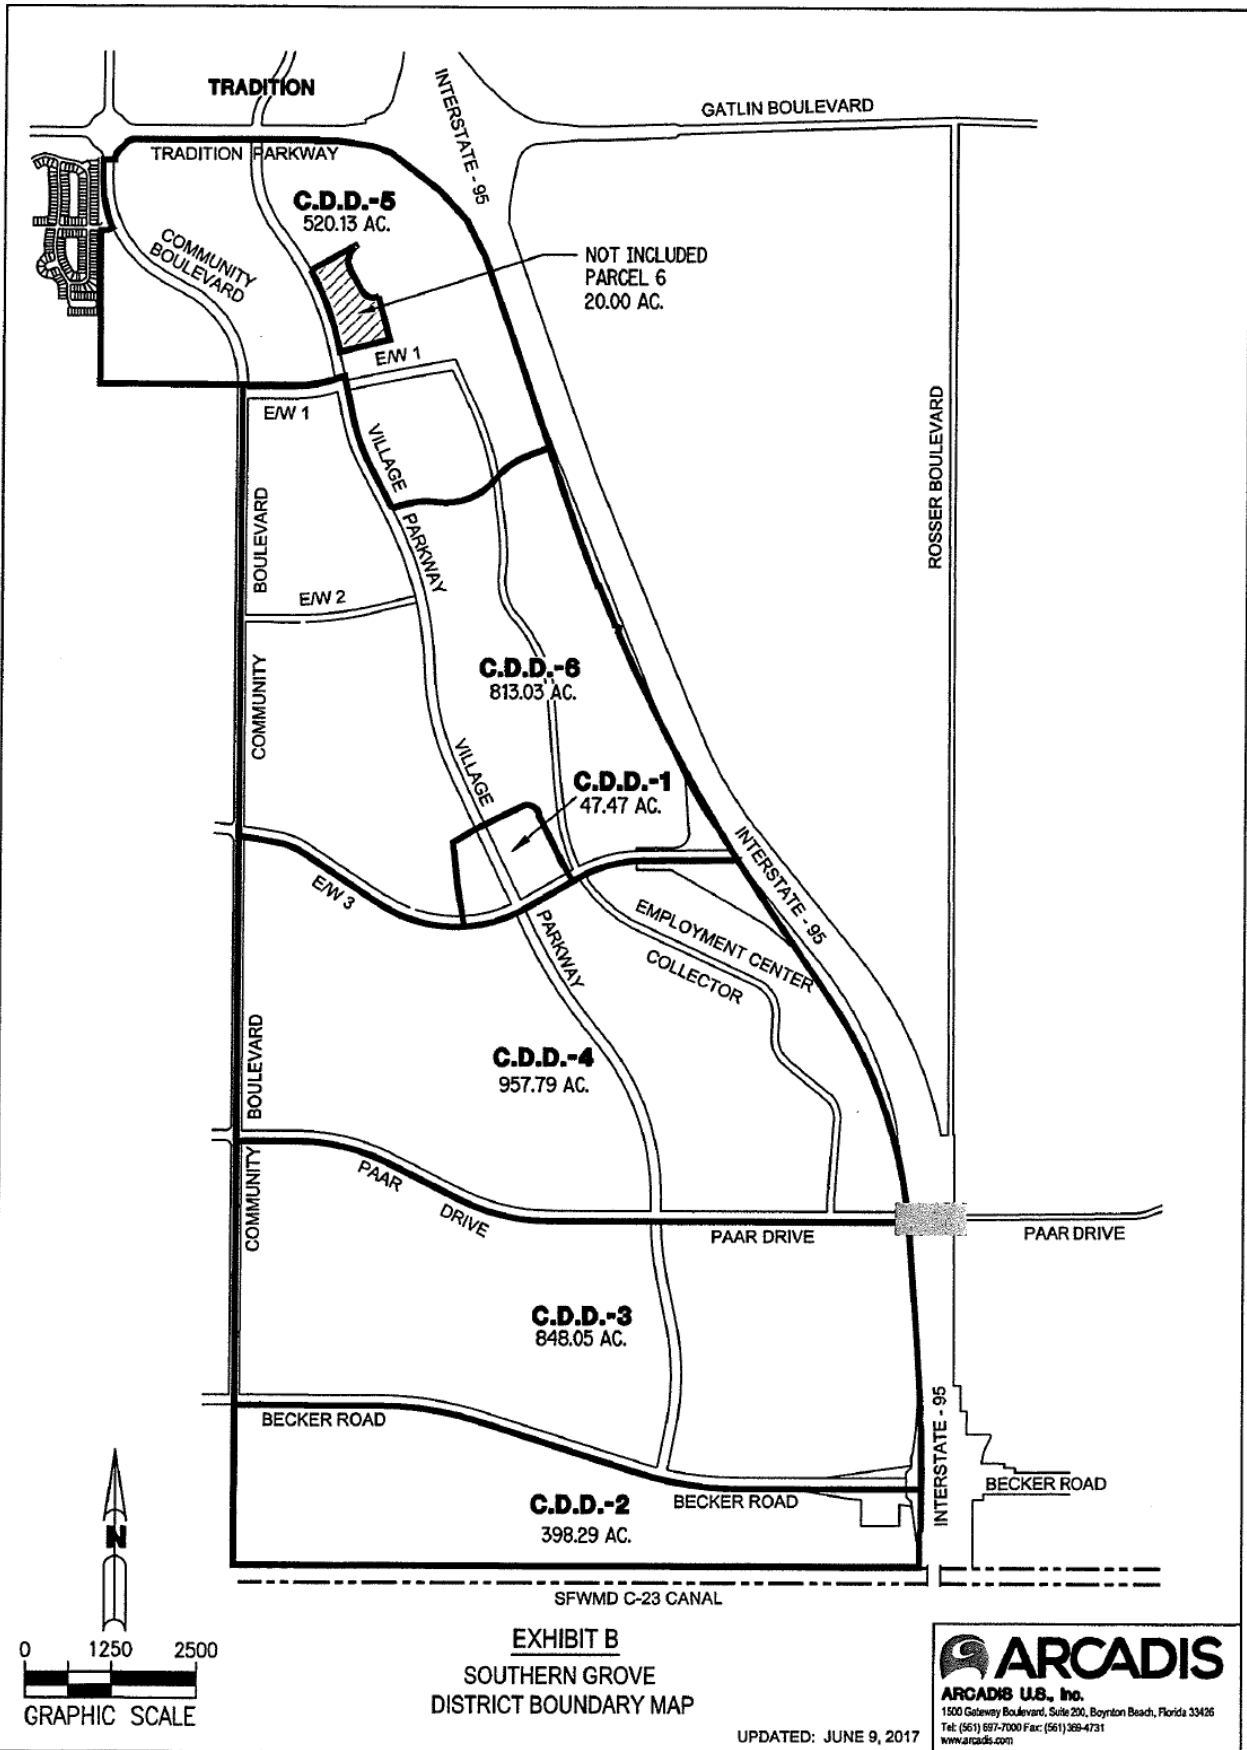 TRADITION
INTERSTATE - 95
GATLIN BOULEVARD
TRADITION PARKWAY
C.D.D.-5
520.13 AC.
COMMUNITY
BOULEVARD
NOT INCLUDED
PARCEL 6
20.00 AC.
E/W 1
E/W 1
VILLAGE
PARKWAY
ROSSER BOULEVARD
BOULEVARD
COMMUNITY
E/W 2
C.D.D.-6
813.03 AC.
VILLAGE
PARKWAY
C.D.D.-1
47.47 AC.
INTERSTATE - 95
E/W 3
EMPLOYMENT CENTER
COLLECTOR
BOULEVARD
COMMUNITY
C.D.D.-4
957.79 AC.
PAAR
DRIVE
PAAR DRIVE
PAAR DRIVE
C.D.D.-3
848.05 AC.
BECKER ROAD
INTERSTATE - 95
BECKER ROAD
BECKER ROAD
C.D.D.-2
398.29 AC.
N
SFWMD C-23 CANAL
0 1250 2500
GRAPHIC SCALE
EXHIBIT B
SOUTHERN GROVE
DISTRICT BOUNDARY MAP
UPDATED: JUNE 9, 2017
ARCADIS
ARCADIS U.S., Inc.
1500 Gateway Boulevard, Suite 200, Boynton Beach, Florida 33426
Tel: (561) 697-7000 Fax: (561) 369-4731
www.arcadis.com